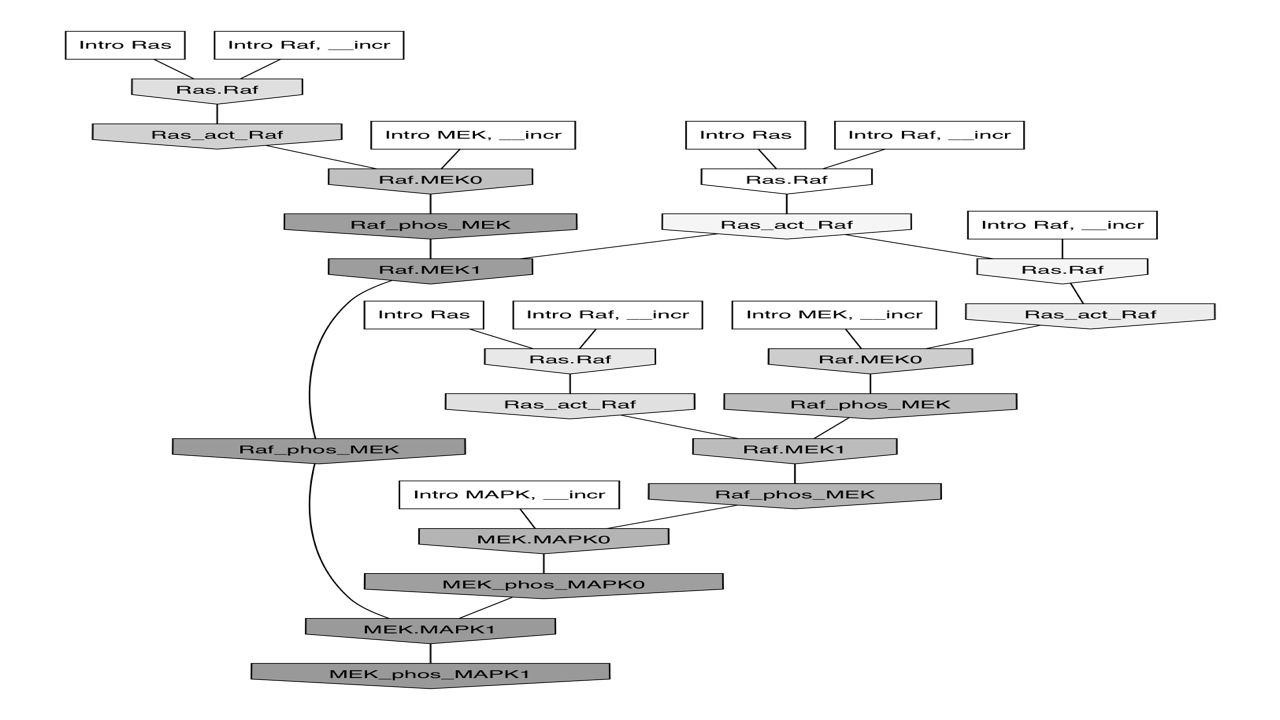 Intro Ras
Intro Raf, __incr
Ras.Raf
Ras_act_Raf
Intro MEK, __incr
Intro Ras
Intro Raf, __incr
Raf.MEK0
Ras.Raf
Raf_phos_MEK
Ras_act_Raf
Intro Raf, __incr
Raf.MEK1
Ras.Raf
Intro Ras
Intro Raf, __incr
Intro MEK, __incr
Ras_act_Raf
Ras.Raf
Raf.MEK0
Ras_act_Raf
Raf_phos_MEK
Raf_phos_MEK
Raf.MEK1
Intro MAPK, __incr
Raf_phos_MEK
MEK.MAPK0
MEK_phos_MAPK0
MEK.MAPK1
MEK_phos_MAPK1